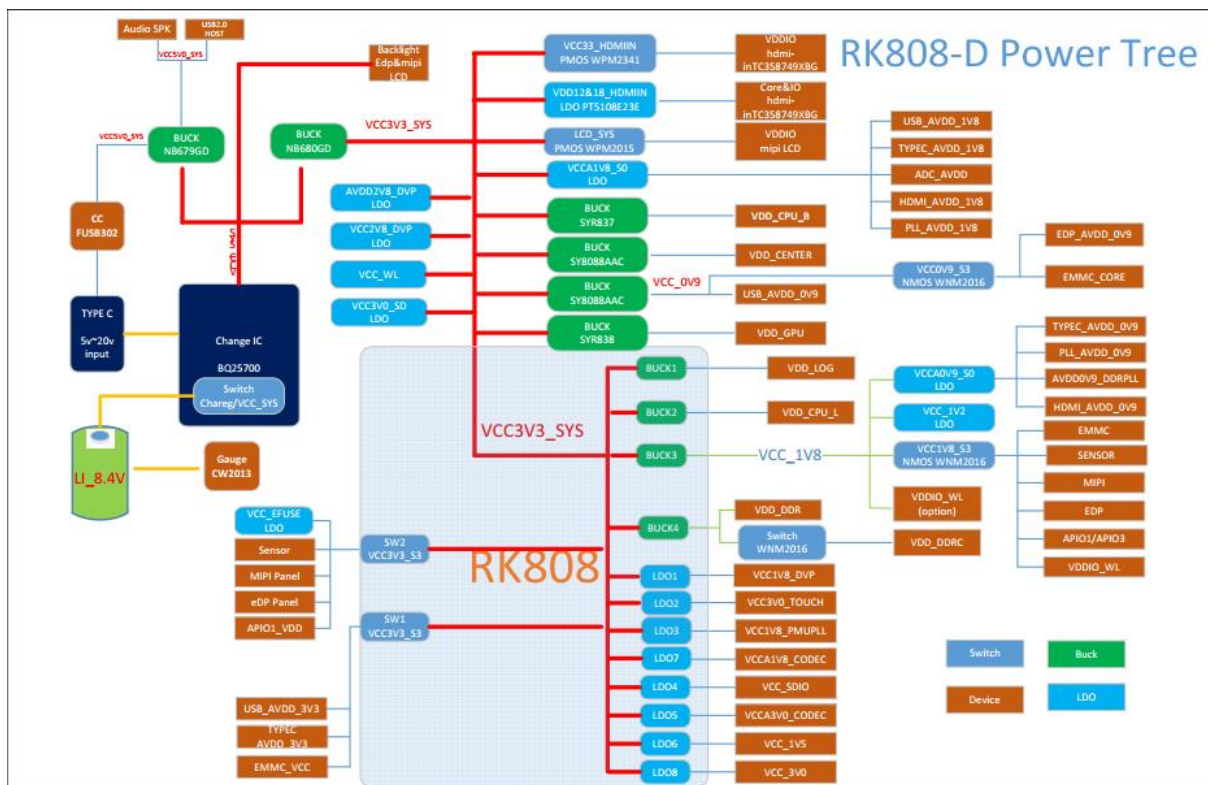 RK808-D Power Tree
Audio SPK
USB2.0
HOST
VCC5V0_SYS
Backlight
Edp&mipi
LCD
VCC5V0_SYS
BUCK
NB679GD
BUCK
NB680GD
VCC3V3_SYS
CC
FUSB302
TYPE C
5v~20v
input
Change IC
BQ25700
Switch
Chareg/VCC_SYS
LI_8.4V
Gauge
CW2013
VCC33_HDMIIN
PMOS WPM2341
VDDIO
hdmi-
inTC358749XBG
VDD12&18_HDMIIN
LDO PT5108E23E
Core&IO
hdmi-
inTC358749XBG
LCD_SYS
PMOS WPM2015
VDDIO
mipi LCD
VCCA1V8_S0
LDO
USB_AVDD_1V8
TYPEC_AVDD_1V8
ADC_AVDD
HDMI_AVDD_1V8
PLL_AVDD_1V8
AVDD2V8_DVP
LDO
VCC2V8_DVP
LDO
VCC_WL
VCC3V0_SD
LDO
BUCK
SYR837
VDD_CPU_B
BUCK
SY8088AAC
VDD_CENTER
BUCK
SY8088AAC
VCC_0V9
USB_AVDD_0V9
VCC0V9_S3
NMOS WNM2016
EDP_AVDD_0V9
EMMC_CORE
BUCK
SYR838
VDD_GPU
VCC3V3_SYS
RK808
BUCK1
VDD_LOG
BUCK2
VDD_CPU_L
BUCK3
VCC_1V8
VCCA0V9_S0
LDO
TYPEC_AVDD_0V9
PLL_AVDD_0V9
AVDD0V9_DDRPLL
HDMI_AVDD_0V9
VCC_1V2
LDO
VCC1V8_S3
NMOS WNM2016
EMMC
SENSOR
MIPI
EDP
APIO1/APIO3
VDDIO_WL
VDDIO_WL
(option)
BUCK4
VDD_DDR
Switch
WNM2016
VDD_DDRC
LDO1
VCC1V8_DVP
LDO2
VCC3V0_TOUCH
LDO3
VCC1V8_PMUPLL
LDO7
VCCA1V8_CODEC
LDO4
VCC_SDIO
LDO5
VCCA3V0_CODEC
LDO6
VCC_1V5
LDO8
VCC_3V0
SW2
VCC3V3_S3
VCC_EFUSE
LDO
Sensor
MIPI Panel
eDP Panel
APIO1_VDD
SW1
VCC3V3_S3
USB_AVDD_3V3
TYPEC
AVDD_3V3
EMMC_VCC
Switch
Buck
Device
LDO